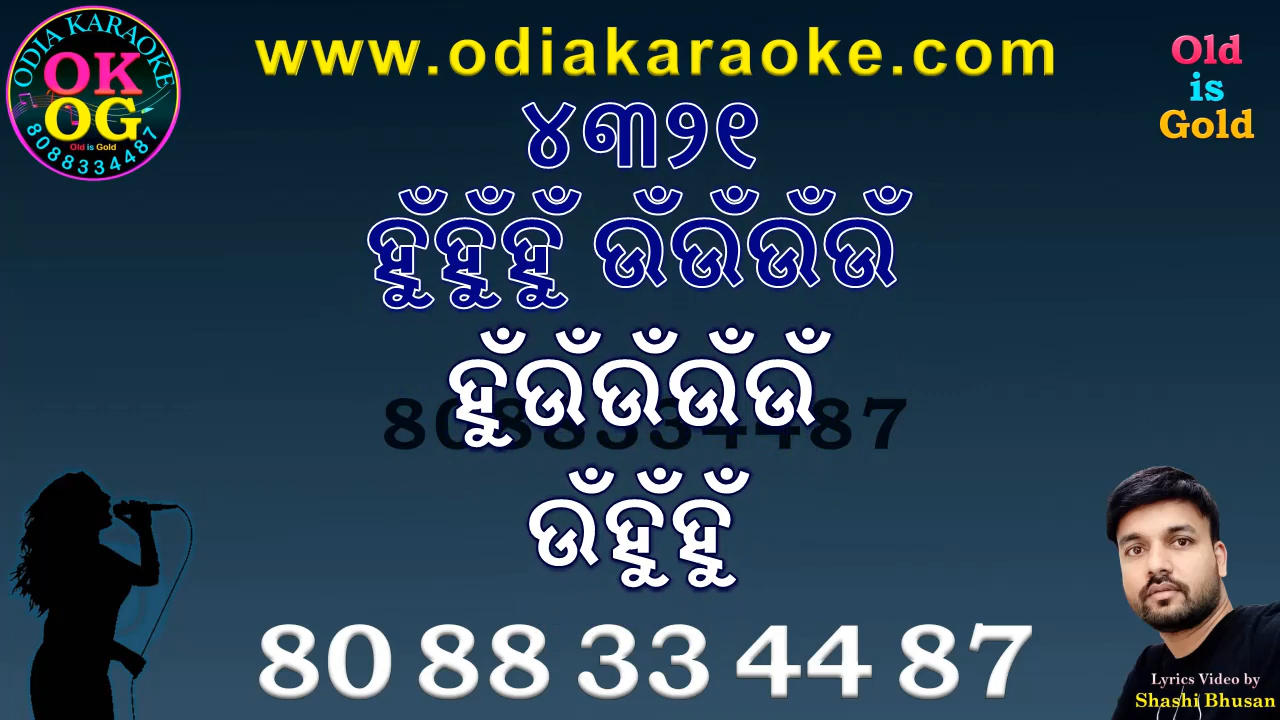 ODIA KARAOKE
OK
OG
Old is Gold
8088334487
www.odiakaraoke.com
Old
is
Gold
୪୩୨୧
ହୁଁହୁଁହୁଁ ଉଁଉଁଉଁଉଁ
ହୁଁଉଁଉଁଉଁଉଁ
8088334487
ଉଁହୁଁହୁଁ
80 88 33 44 87
Lyrics Video by
Shashi Bhusan